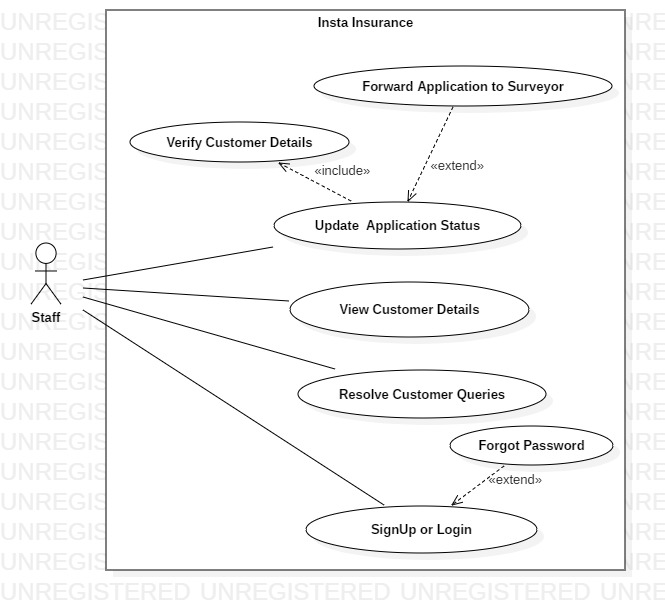 Insta Insurance
Forward Application to Surveyor
Verify Customer Details
«include»
«extend»
Update  Application Status
View Customer Details
Staff
Resolve Customer Queries
Forgot Password
«extend»
SignUp or Login
UNREGISTERED UNREGISTERED UNREGISTERED